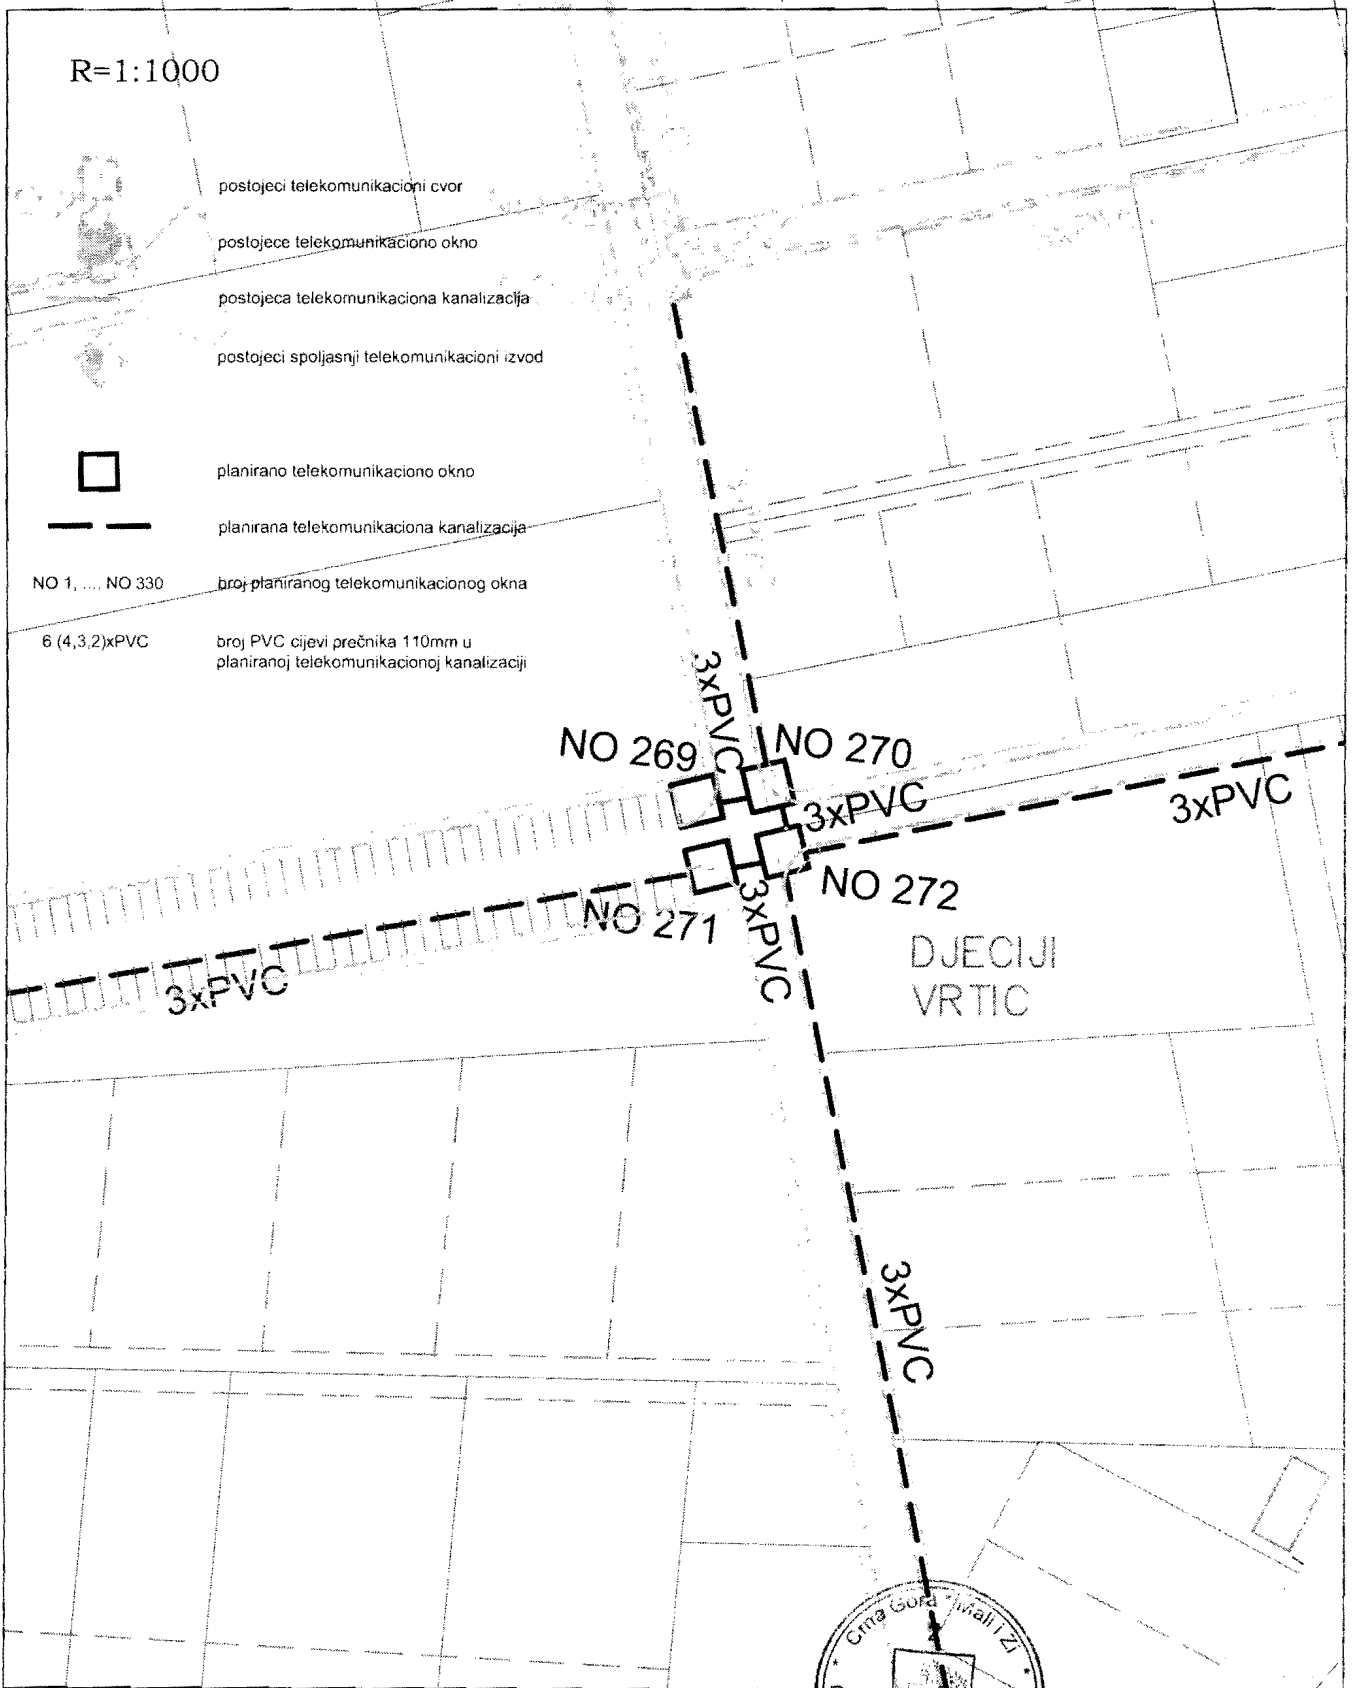 R=1:1000
postojeci telekomunikacioni cvor
postojece telekomunikaciono okno
postojeca telekomunikaciona kanalizacija
postojeci spoljasnji telekomunikacioni izvod
planirano telekomunikaciono okno
planirana telekomunikaciona kanalizacija
NO 1, ..., NO 330 broj planiranog telekomunikacionog okna
6 (4,3,2)xPVC broj PVC cijevi prečnika 110mm u
planiranoj telekomunikacionoj kanalizaciji
3xPVC
NO 269
NO 270
3xPVC
3xPVC
NO 271
3xPVC
NO 272
3xPVC
DJECIJI
VRTIC
3xPVC
Crna Gora * Mali i